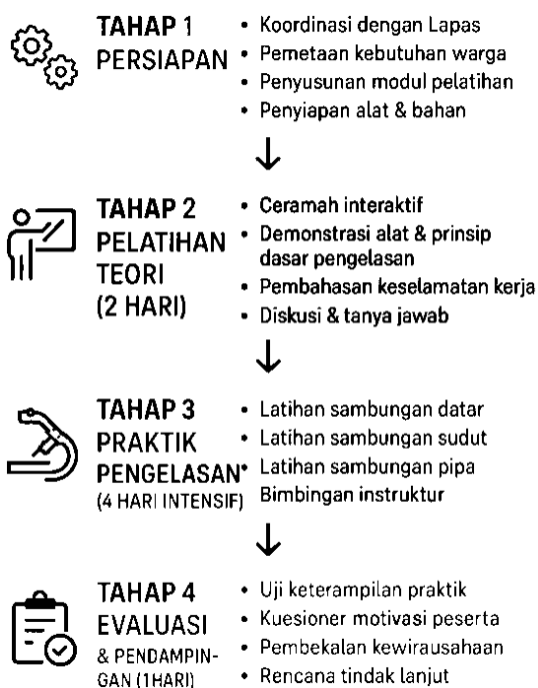 TAHAP 1
PERSIAPAN
• Koordinasi dengan Lapas
• Pemetaan kebutuhan warga
• Penyusunan modul pelatihan
• Penyiapan alat & bahan
TAHAP 2
PELATIHAN
TEORI
(2 HARI)
• Ceramah interaktif
• Demonstrasi alat & prinsip
dasar pengelasan
• Pembahasan keselamatan kerja
• Diskusi & tanya jawab
TAHAP 3
PRAKTIK
PENGELASAN•
(4 HARI INTENSIF)
• Latihan sambungan datar
• Latihan sambungan sudut
Latihan sambungan pipa
Bimbingan instruktur
TAHAP 4
EVALUASI
& PENDAMPIN-
GAN (1HARI)
• Uji keterampilan praktik
• Kuesioner motivasi peserta
• Pembekalan kewirausahaan
• Rencana tindak lanjut